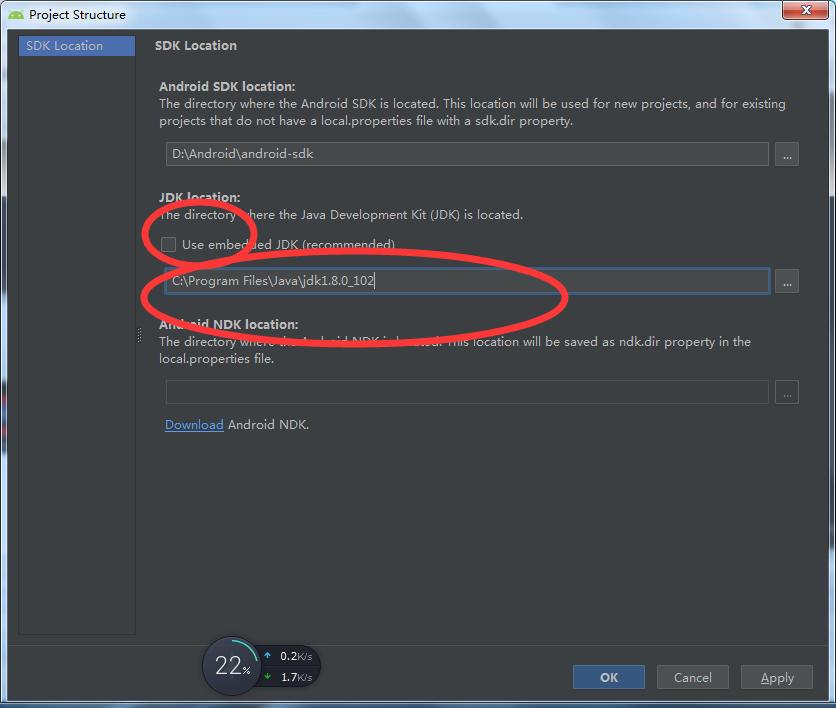 Project Structure
SDK Location
SDK Location
Android SDK location:
The directory where the Android SDK is located. This location will be used for new projects, and for existing
projects that do not have a local.properties file with a sdk.dir property.
D:\Android\android-sdk
...
JDK location:
The directory where the Java Development Kit (JDK) is located.
Use embedded JDK (recommended)
C:\Program Files\Java\jdk1.8.0_102
...
Android NDK location:
The directory where the Android NDK is located. This location will be saved as ndk.dir property in the
local.properties file.
...
Download Android NDK.
22%
0.2K/s
1.7K/s
OK
Cancel
Apply